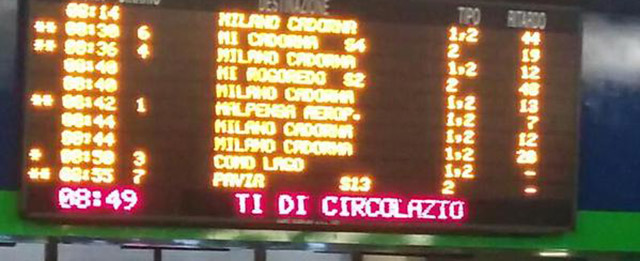 DESTINAZIONE TIPO RITARDO
08:14 MILANO CADORNA 1,2 44
** 08:30 6 MI CADORNA S4 2 19
** 08:36 4 MILANO CADORNA 1,2 12
08:40 MI ROGOREDO S2 2 48
08:40 MILANO CADORNA 1,2 13
** 08:42 1 MALPENSA AEROP. 1,2 7
08:44 MILANO CADORNA 1,2 12
08:44 MILANO CADORNA 1,2 20
* 08:50 3 COMO LAGO 1,2 -
** 08:55 7 PAVIA S13 2 -
08:49 TI DI CIRCOLAZIO